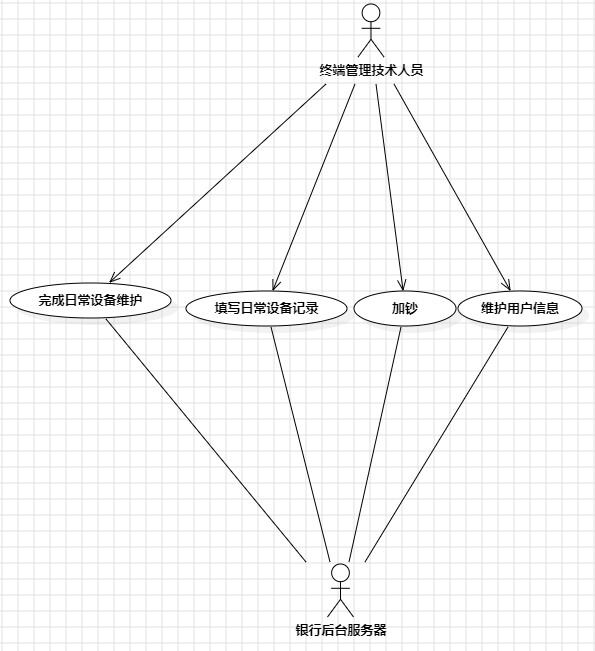 终端管理技术人员
完成日常设备维护
填写日常设备记录
加钞
维护用户信息
银行后台服务器